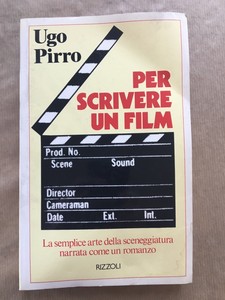 Ugo
Pirro
PER
SCRIVERE
UN FILM
Prod. No.
Scene Sound
Director
Cameraman
Date Ext. Int.
La semplice arte della sceneggiatura
narrata come un romanzo
RIZZOLI